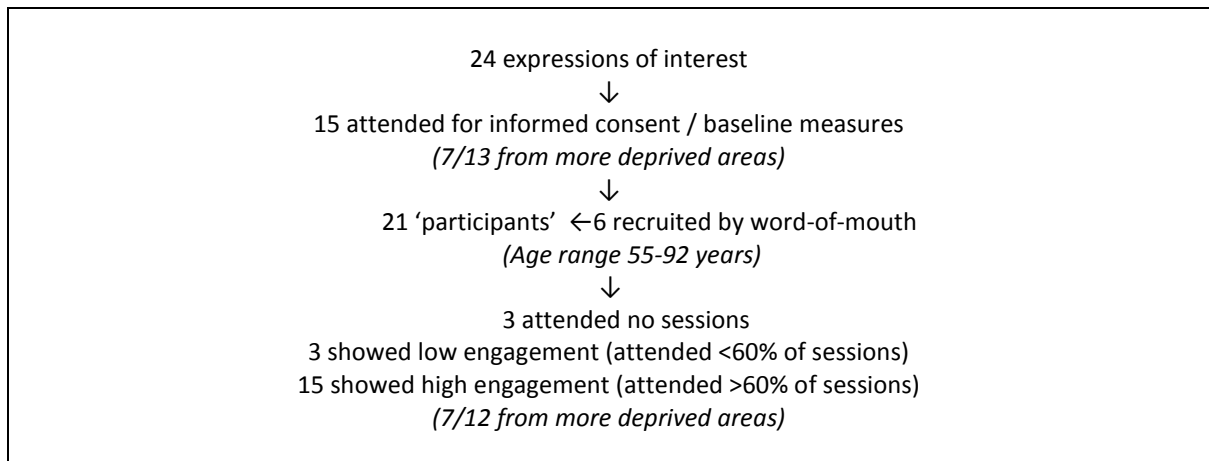 24 expressions of interest
↓
15 attended for informed consent / baseline measures
(7/13 from more deprived areas)
↓
21 ‘participants’ ←6 recruited by word-of-mouth
(Age range 55-92 years)
↓
3 attended no sessions
3 showed low engagement (attended <60% of sessions)
15 showed high engagement (attended >60% of sessions)
(7/12 from more deprived areas)